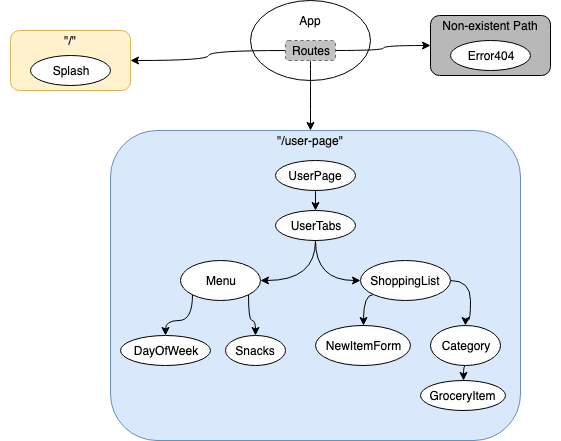 App
Routes
"/"
Splash
Non-existent Path
Error404
"/user-page"
UserPage
UserTabs
Menu
ShoppingList
DayOfWeek
Snacks
NewItemForm
Category
GroceryItem